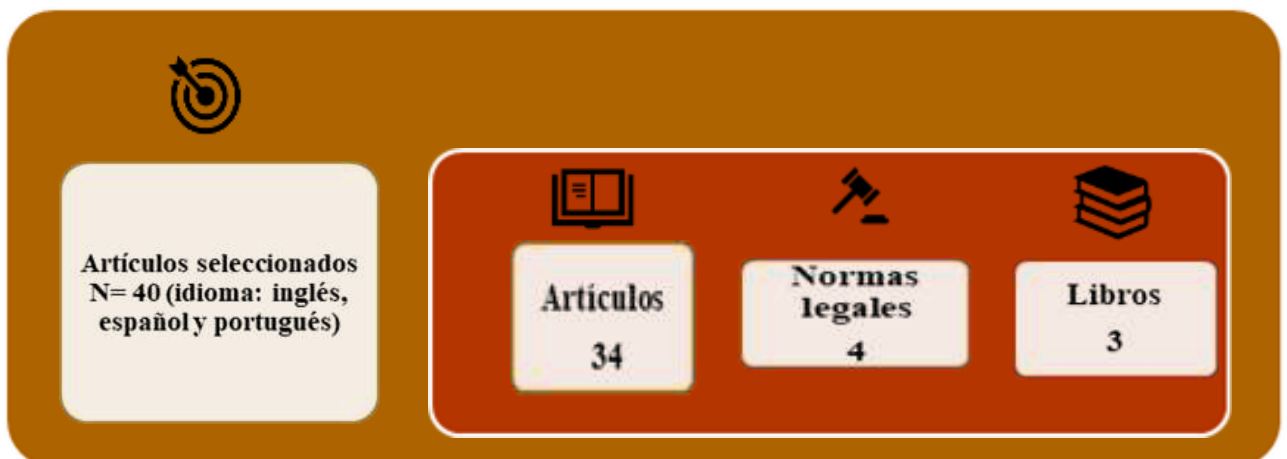 Artículos seleccionados
N= 40 (idioma: inglés,
español y portugués)
Artículos
34
Normas
legales
4
Libros
3